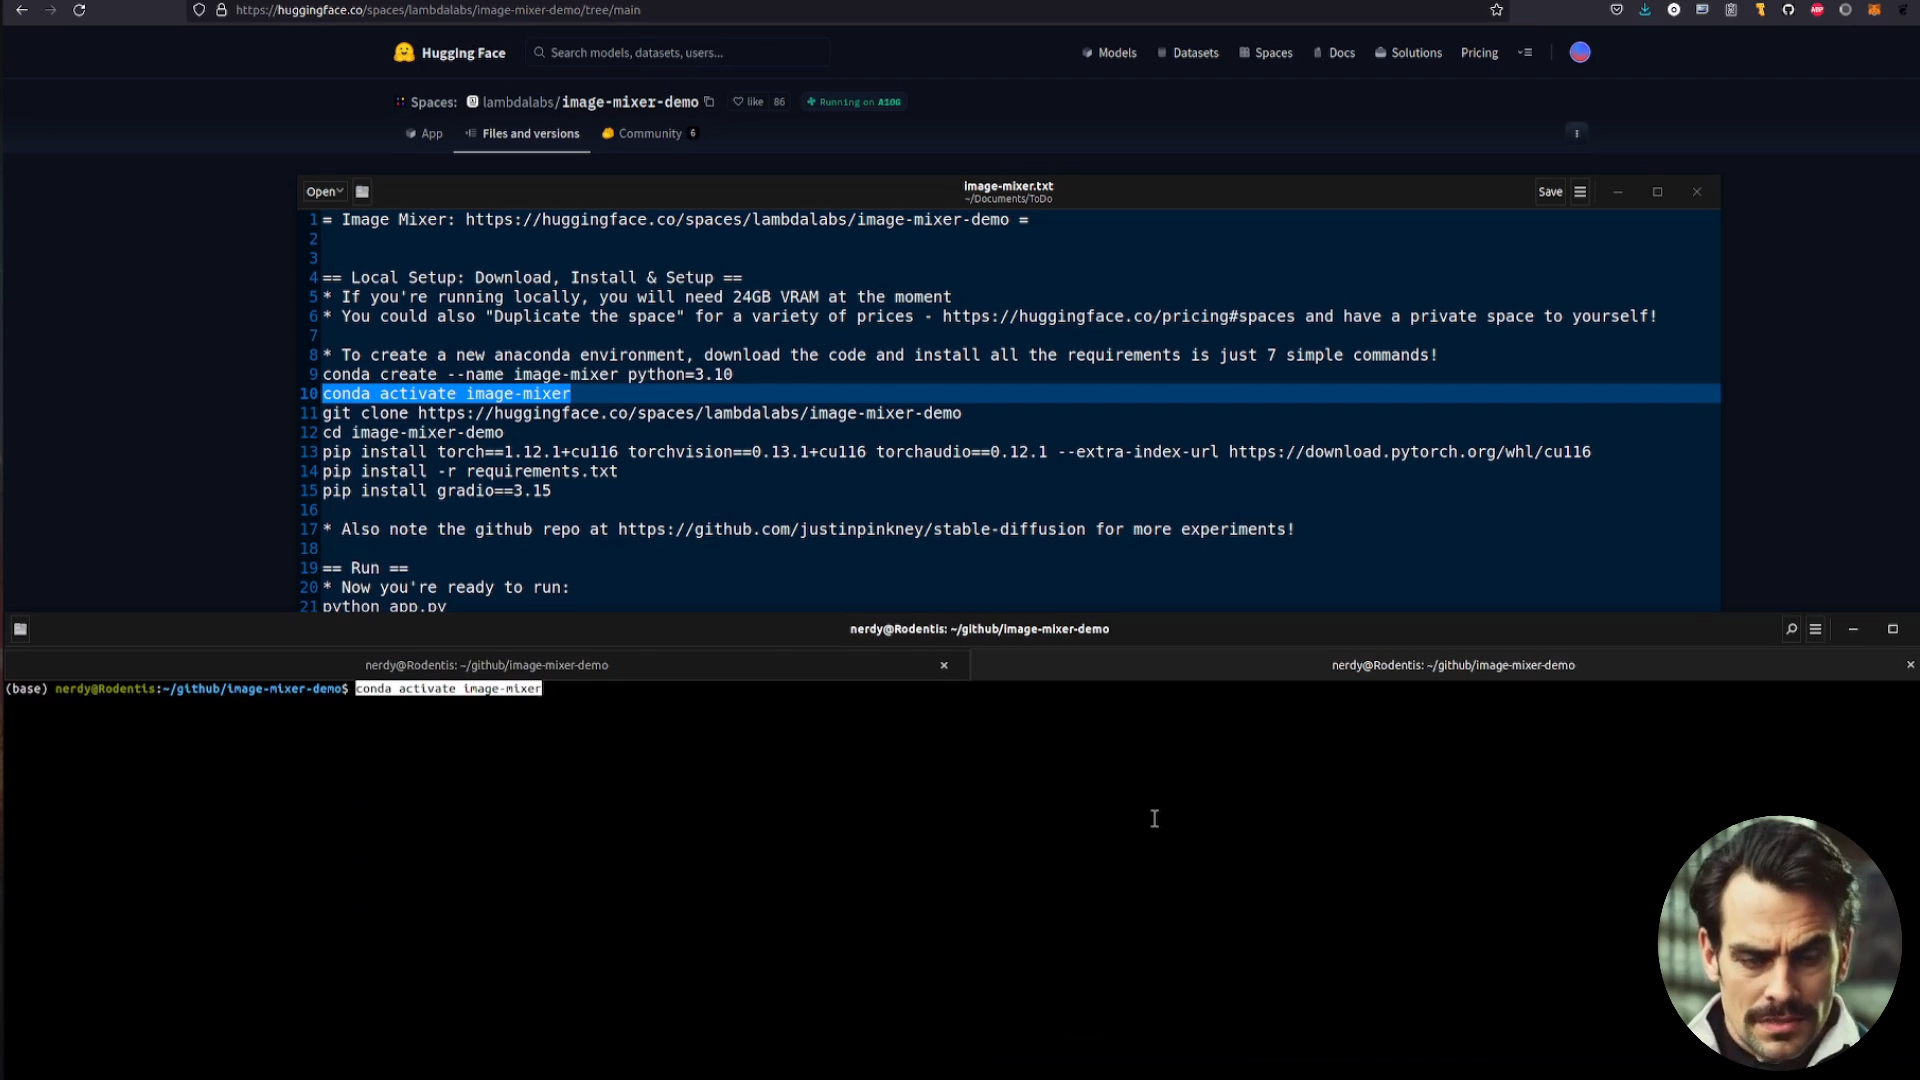 https://huggingface.co/spaces/lambdalabs/image-mixer-demo/tree/main
Hugging Face
Search models, datasets, users...
Models
Datasets
Spaces
Docs
Solutions
Pricing
Spaces: lambdalabs/image-mixer-demo
like 86
Running on A10G
App
Files and versions
Community 6
Open
image-mixer.txt
~/Documents/ToDo
Save
1 = Image Mixer: https://huggingface.co/spaces/lambdalabs/image-mixer-demo =
2
3
4 == Local Setup: Download, Install & Setup ==
5 * If you're running locally, you will need 24GB VRAM at the moment
6 * You could also "Duplicate the space" for a variety of prices - https://huggingface.co/pricing#spaces and have a private space to yourself!
7
8 * To create a new anaconda environment, download the code and install all the requirements is just 7 simple commands!
9 conda create --name image-mixer python=3.10
10 conda activate image-mixer
11 git clone https://huggingface.co/spaces/lambdalabs/image-mixer-demo
12 cd image-mixer-demo
13 pip install torch==1.12.1+cu116 torchvision==0.13.1+cu116 torchaudio==0.12.1 --extra-index-url https://download.pytorch.org/whl/cu116
14 pip install -r requirements.txt
15 pip install gradio==3.15
16
17 * Also note the github repo at https://github.com/justinpinkney/stable-diffusion for more experiments!
18
19 == Run ==
20 * Now you're ready to run:
21 python app.py
nerdy@Rodentis: ~/github/image-mixer-demo
nerdy@Rodentis: ~/github/image-mixer-demo
nerdy@Rodentis: ~/github/image-mixer-demo
(base) nerdy@Rodentis:~/github/image-mixer-demo$ conda activate image-mixer